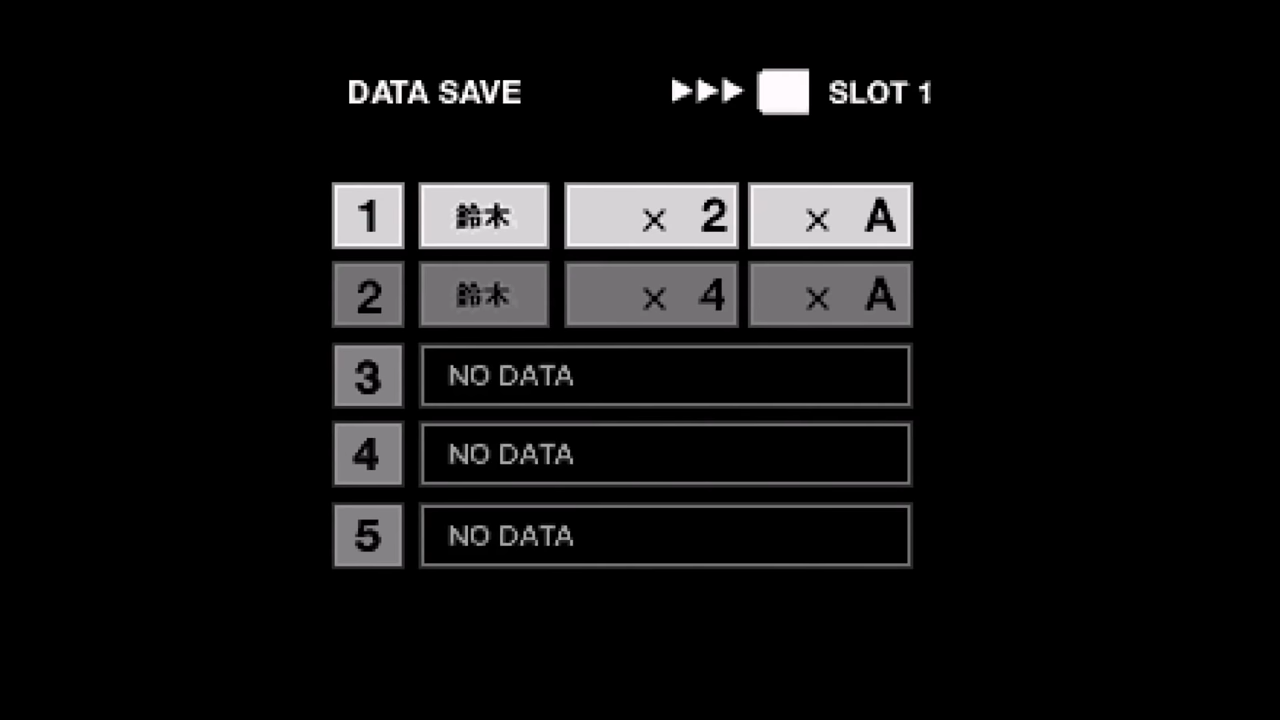 DATA SAVE ▶▶▶ SLOT 1
1 鈴木 × 2 × A
2 鈴木 × 4 × A
3 NO DATA
4 NO DATA
5 NO DATA